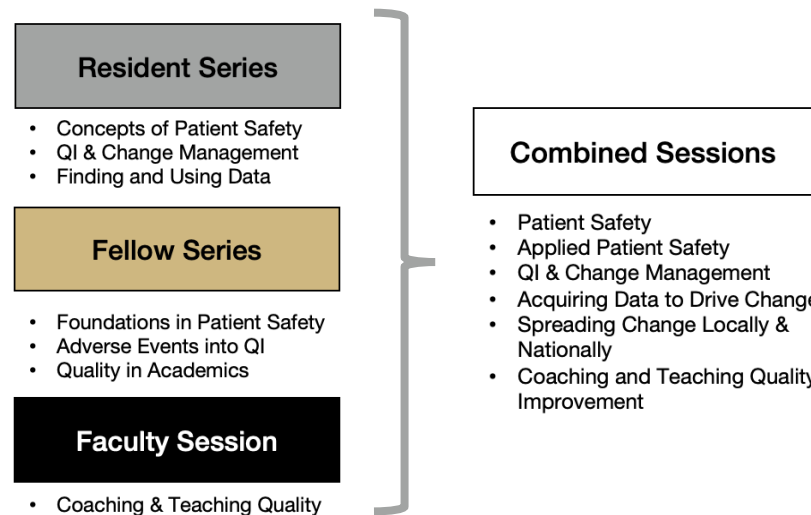 Resident Series
• Concepts of Patient Safety
• QI & Change Management
• Finding and Using Data
Fellow Series
• Foundations in Patient Safety
• Adverse Events into QI
• Quality in Academics
Faculty Session
• Coaching & Teaching Quality
Combined Sessions
• Patient Safety
• Applied Patient Safety
• QI & Change Management
• Acquiring Data to Drive Change
• Spreading Change Locally &
Nationally
• Coaching and Teaching Quality
Improvement